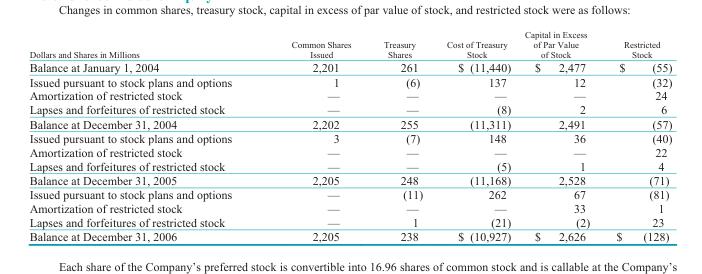 Changes in common shares, treasury stock, capital in excess of par value of stock, and restricted stock were as follows:
Capital in Excess
Common Shares Treasury Cost of Treasury of Par Value Restricted
Dollars and Shares in Millions Issued Shares Stock of Stock Stock
Balance at January 1, 2004 2,201 261 $ (11,440) $ 2,477 $ (55)
Issued pursuant to stock plans and options 1 (6) 137 12 (32)
Amortization of restricted stock — — — — 24
Lapses and forfeitures of restricted stock — — (8) 2 6
Balance at December 31, 2004 2,202 255 (11,311) 2,491 (57)
Issued pursuant to stock plans and options 3 (7) 148 36 (40)
Amortization of restricted stock — — — — 22
Lapses and forfeitures of restricted stock — — (5) 1 4
Balance at December 31, 2005 2,205 248 (11,168) 2,528 (71)
Issued pursuant to stock plans and options — (11) 262 67 (81)
Amortization of restricted stock — — — 33 1
Lapses and forfeitures of restricted stock — 1 (21) (2) 23
Balance at December 31, 2006 2,205 238 $ (10,927) $ 2,626 $ (128)
Each share of the Company's preferred stock is convertible into 16.96 shares of common stock and is callable at the Company's